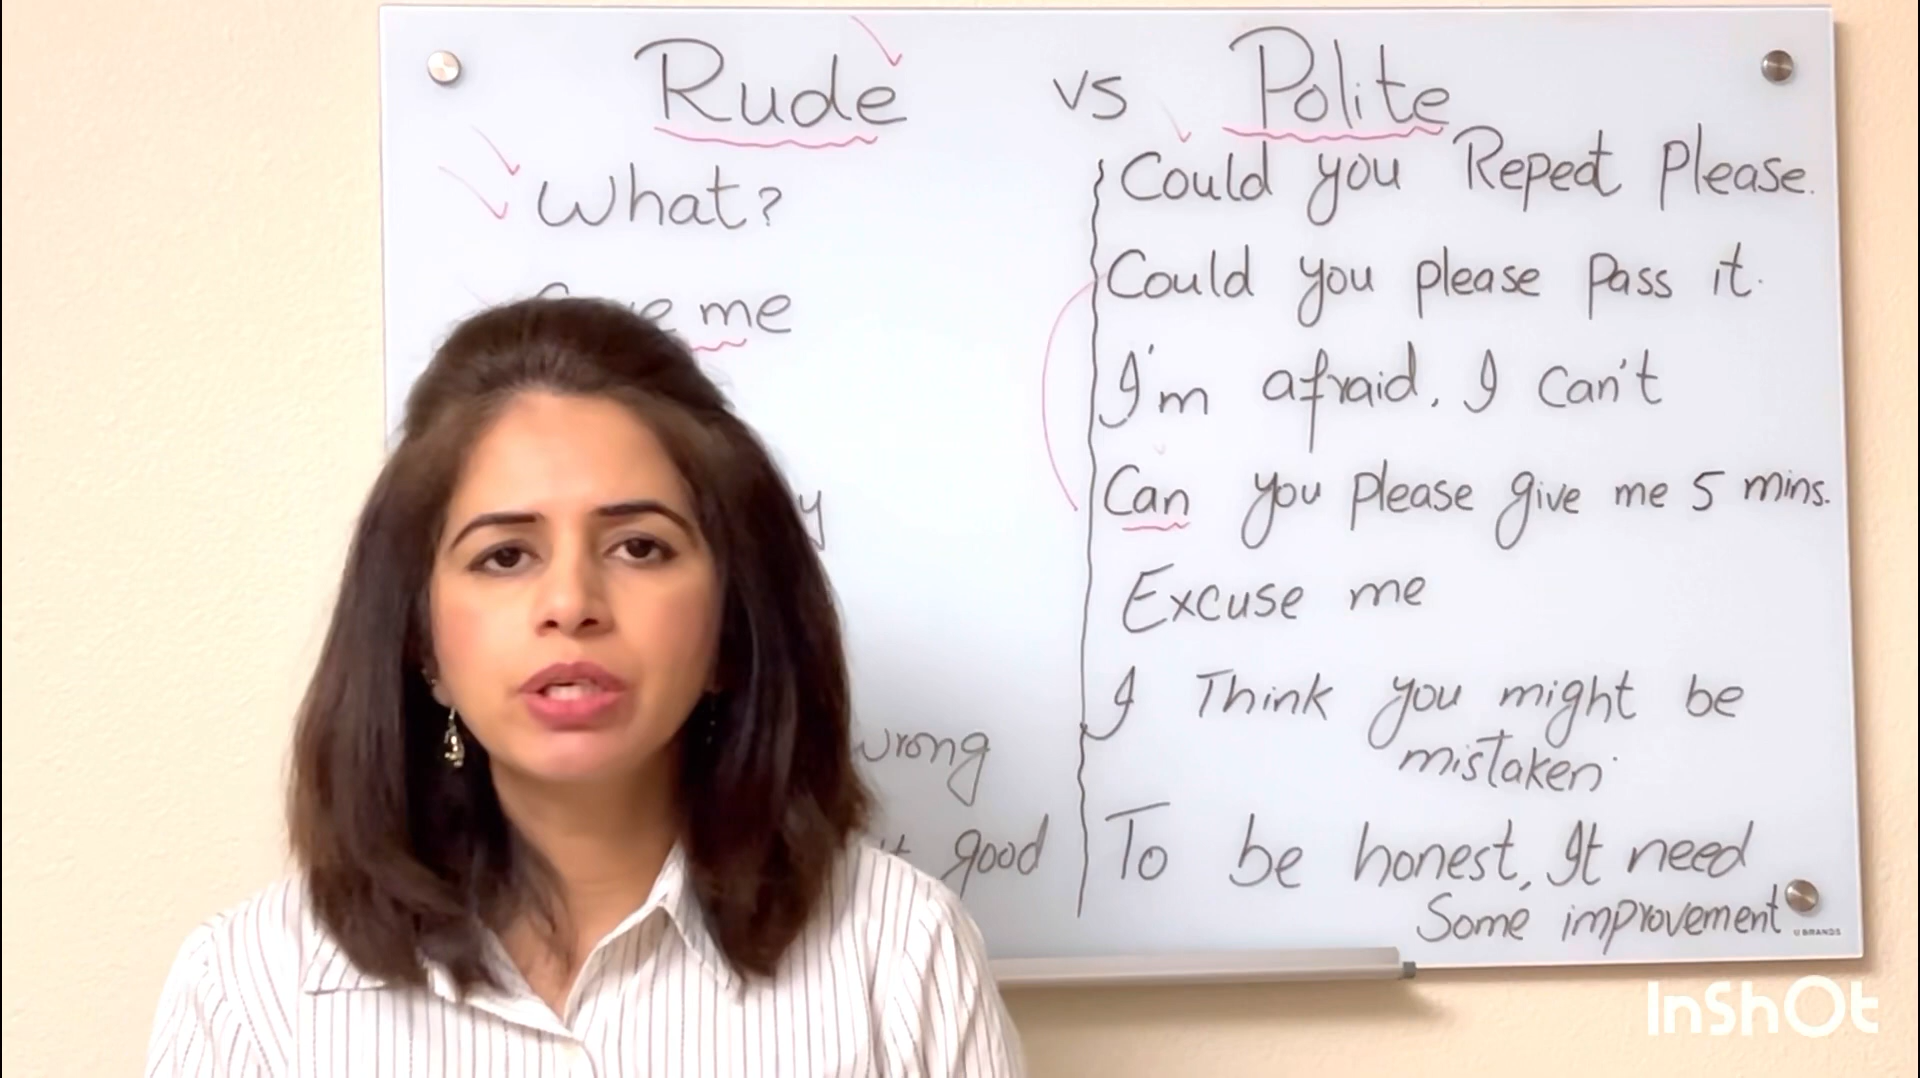 Rude vs Polite
What?
Could you Repeat Please.
me
Could you please pass it.
I'm afraid, I can't
Can you please give me 5 mins.
Excuse me
I Think you might be
mistaken.
wrong
good
To be honest, It need
Some improvement
U BRANDS
InShOt